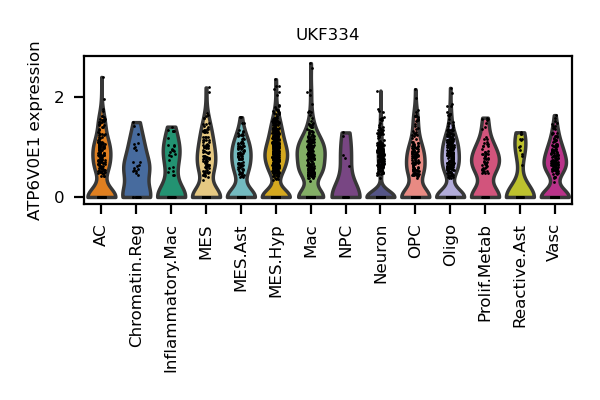 UKF334
ATP6V0E1 expression
2
0
AC
Chromatin.Reg
Inflammatory.Mac
MES
MES.Ast
MES.Hyp
Mac
NPC
Neuron
OPC
Oligo
Prolif.Metab
Reactive.Ast
Vasc